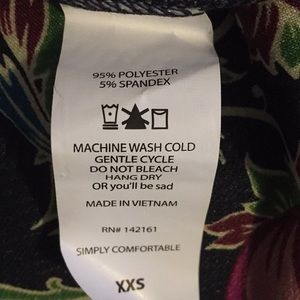 95% POLYESTER
5% SPANDEX
MACHINE WASH COLD
GENTLE CYCLE
DO NOT BLEACH
HANG DRY
OR you'll be sad
MADE IN VIETNAM
RN# 142161
SIMPLY COMFORTABLE
XXS